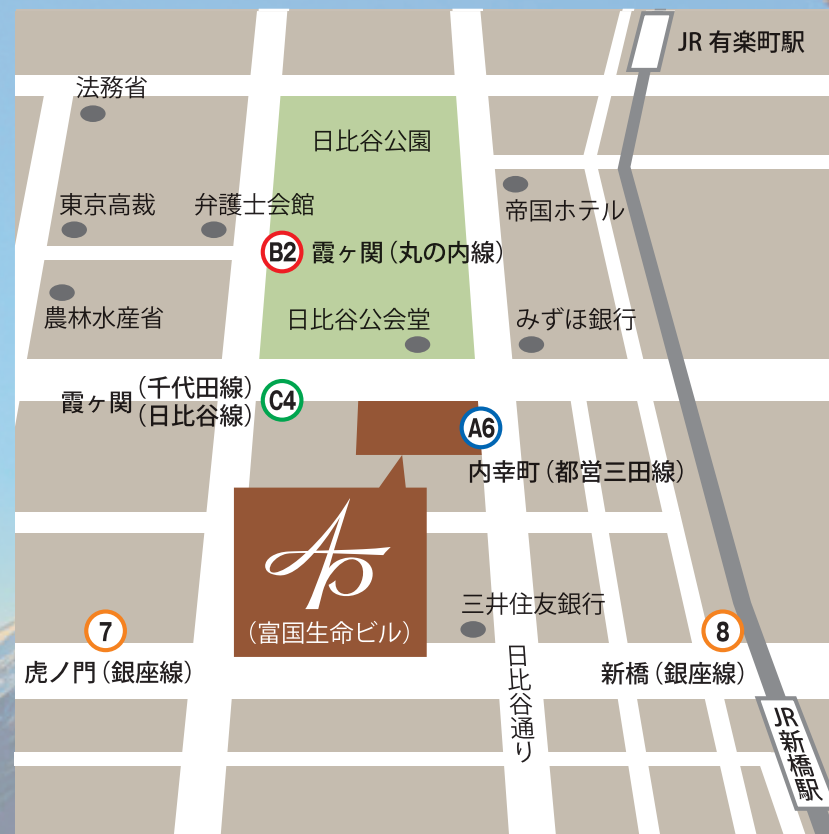 JR 有楽町駅
法務省
日比谷公園
東京高裁
弁護士会館
帝国ホテル
B2
霞ヶ関（丸の内線）
農林水産省
日比谷公会堂
みずほ銀行
霞ヶ関
（千代田線）
（日比谷線）
C4
A6
内幸町（都営三田線）
AP
（富国生命ビル）
三井住友銀行
7
虎ノ門（銀座線）
8
新橋（銀座線）
日比谷通り
JR新橋駅